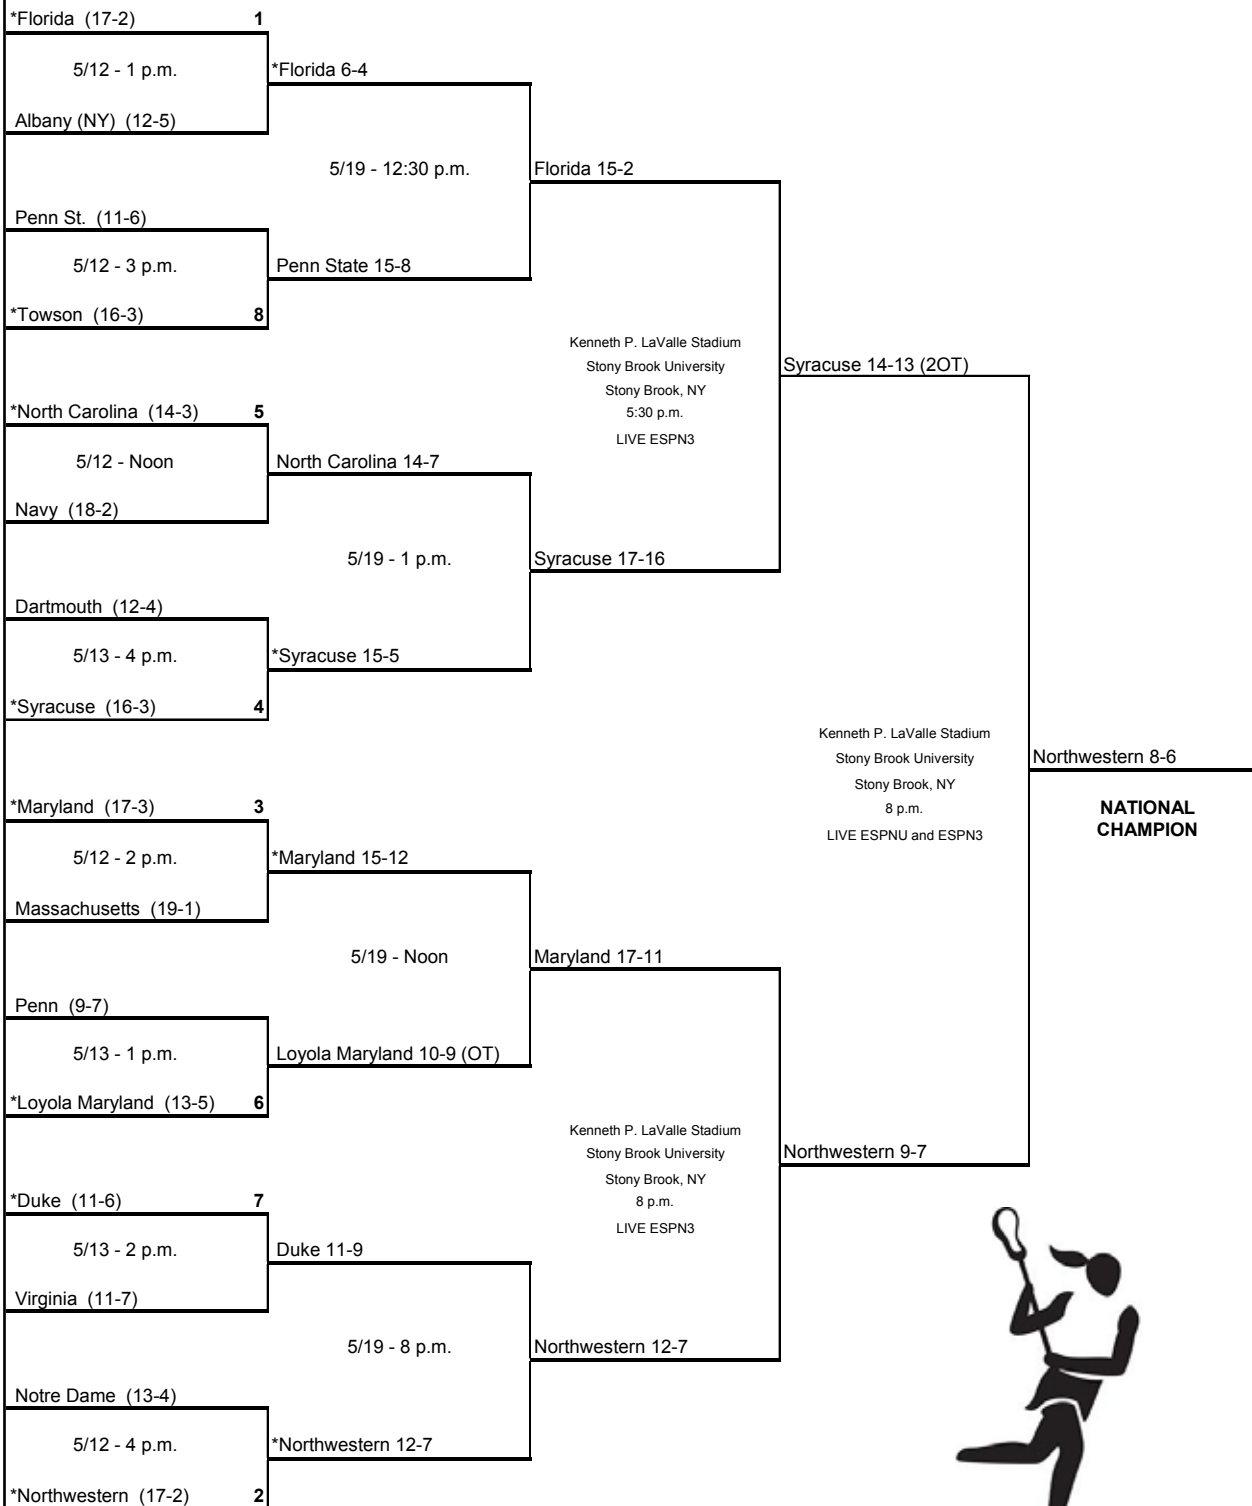 *Florida (17-2) 1
5/12 - 1 p.m.
*Florida 6-4
Albany (NY) (12-5)
5/19 - 12:30 p.m.
Florida 15-2
Penn St. (11-6)
5/12 - 3 p.m.
Penn State 15-8
*Towson (16-3) 8
Kenneth P. LaValle Stadium
Stony Brook University
Stony Brook, NY
5:30 p.m.
LIVE ESPN3
Syracuse 14-13 (2OT)
*North Carolina (14-3) 5
5/12 - Noon
North Carolina 14-7
Navy (18-2)
5/19 - 1 p.m.
Syracuse 17-16
Dartmouth (12-4)
5/13 - 4 p.m.
*Syracuse 15-5
*Syracuse (16-3) 4
Kenneth P. LaValle Stadium
Stony Brook University
Stony Brook, NY
8 p.m.
LIVE ESPNU and ESPN3
Northwestern 8-6
NATIONAL
CHAMPION
*Maryland (17-3) 3
5/12 - 2 p.m.
*Maryland 15-12
Massachusetts (19-1)
5/19 - Noon
Maryland 17-11
Penn (9-7)
5/13 - 1 p.m.
Loyola Maryland 10-9 (OT)
*Loyola Maryland (13-5) 6
Kenneth P. LaValle Stadium
Stony Brook University
Stony Brook, NY
8 p.m.
LIVE ESPN3
Northwestern 9-7
*Duke (11-6) 7
5/13 - 2 p.m.
Duke 11-9
Virginia (11-7)
5/19 - 8 p.m.
Northwestern 12-7
Notre Dame (13-4)
5/12 - 4 p.m.
*Northwestern 12-7
*Northwestern (17-2) 2